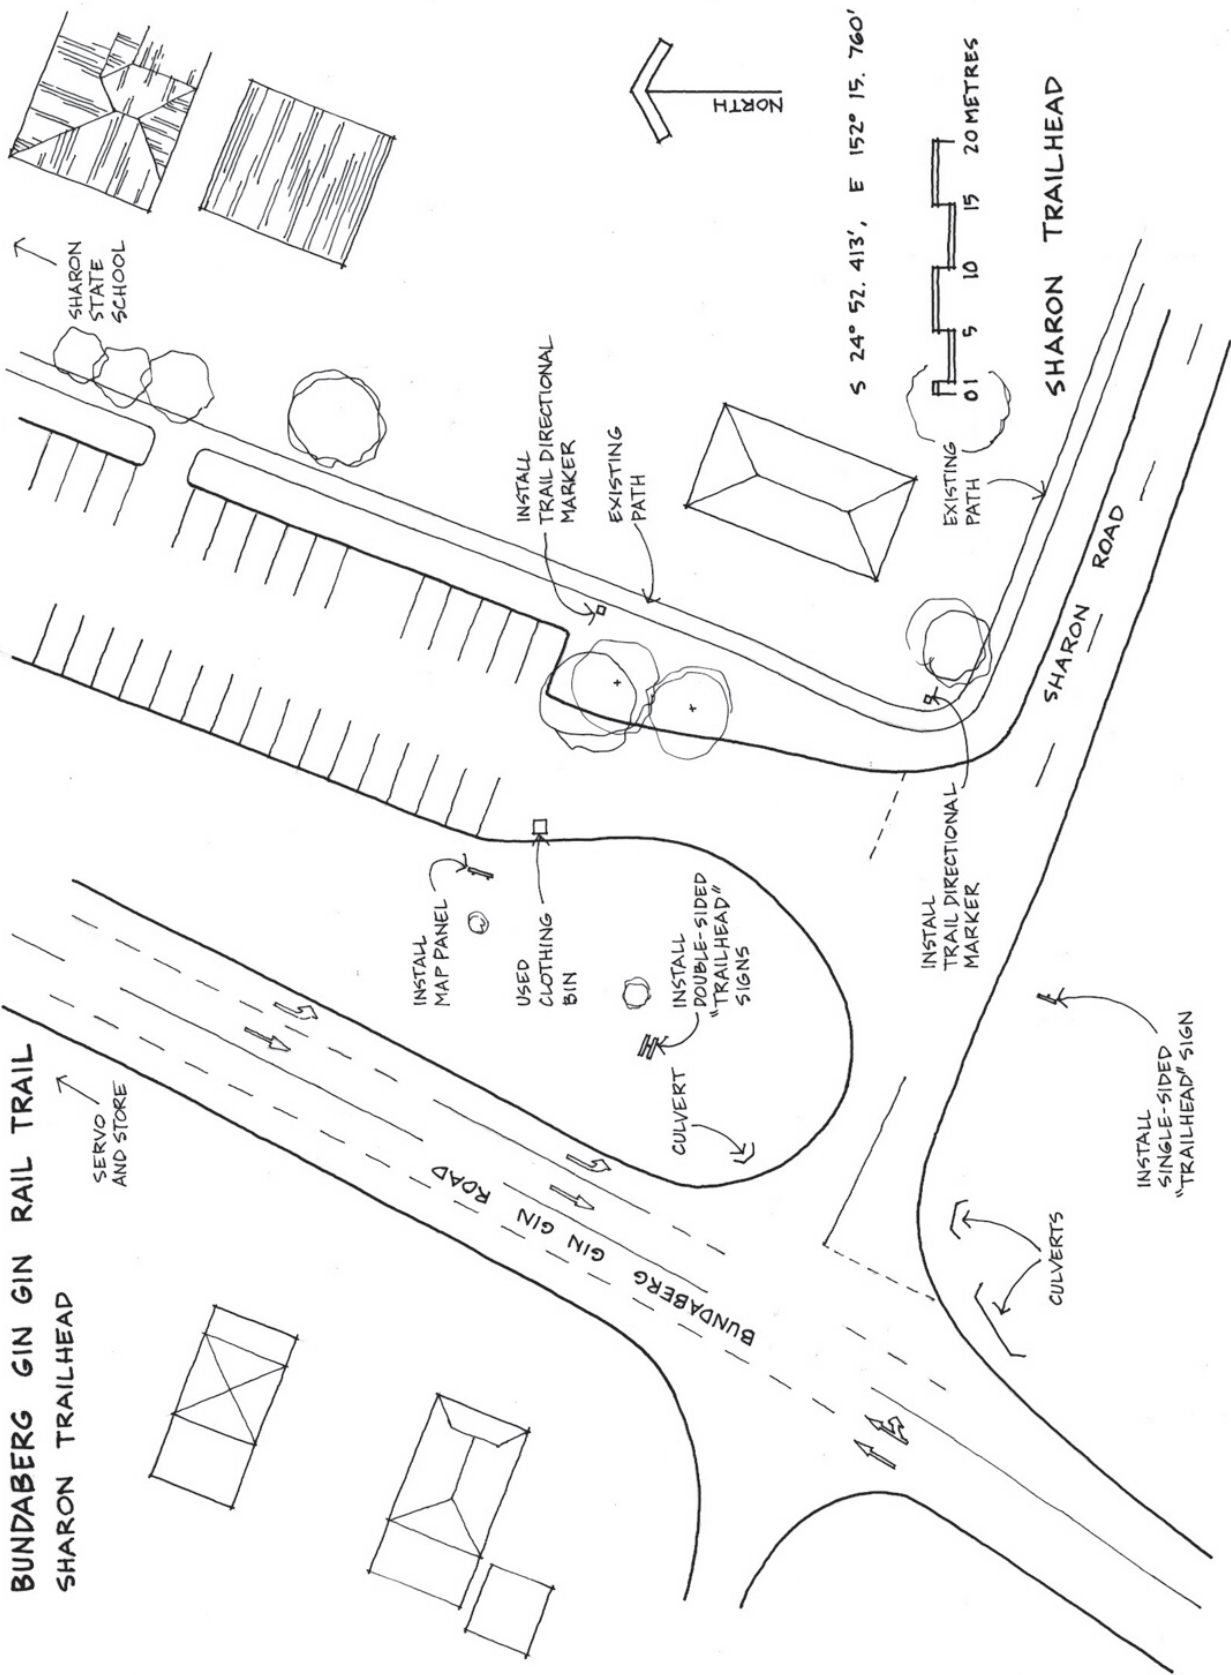 BUNDABERG GIN GIN RAIL TRAIL
SHARON TRAILHEAD
SERVO
AND STORE
SHARON
STATE
SCHOOL
INSTALL
MAP PANEL
USED
CLOTHING
BIN
INSTALL
TRAIL DIRECTIONAL
MARKER
EXISTING
PATH
NORTH
BUNDABERG GIN GIN ROAD
CULVERT
INSTALL
DOUBLE-SIDED
"TRAILHEAD"
SIGNS
INSTALL
TRAIL DIRECTIONAL
MARKER
EXISTING
PATH
S 24° 52. 413', E 152° 15. 760'
0 1 5 10 15 20 METRES
SHARON TRAILHEAD
SHARON ROAD
CULVERTS
INSTALL
SINGLE-SIDED
"TRAILHEAD" SIGN